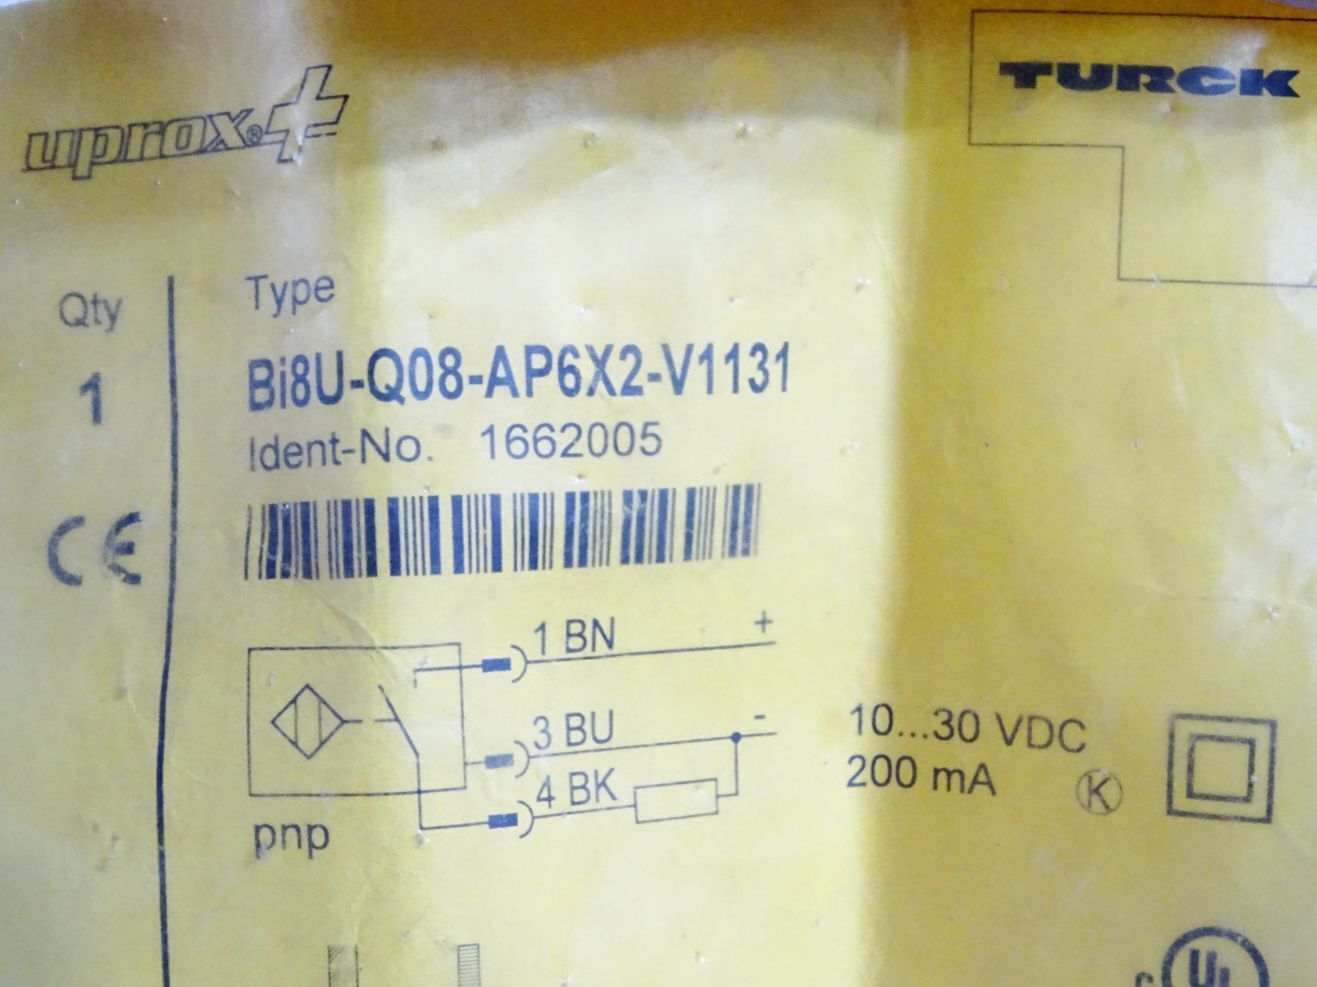 uprox®+
TURCK
Qty
Type
1
Bi8U-Q08-AP6X2-V1131
Ident-No. 1662005
CE
1 BN +
3 BU -
4 BK
10...30 VDC
200 mA
K
pnp
c UL